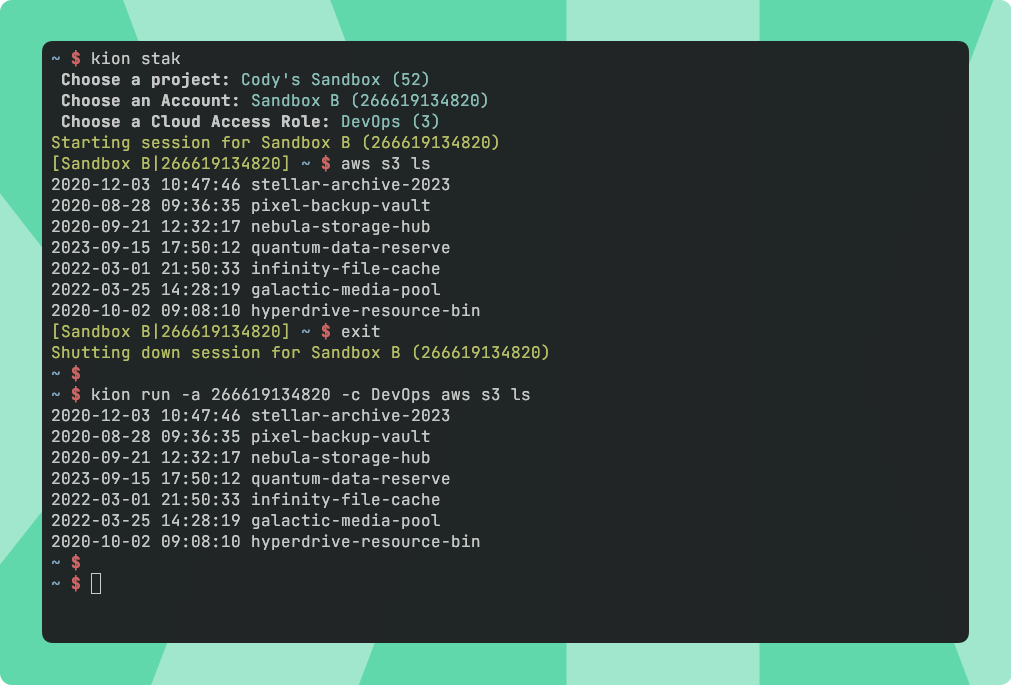 ~ $ kion stak
Choose a project: Cody's Sandbox (52)
Choose an Account: Sandbox B (266619134820)
Choose a Cloud Access Role: DevOps (3)
Starting session for Sandbox B (266619134820)
[Sandbox B|266619134820] ~ $ aws s3 ls
2020-12-03 10:47:46 stellar-archive-2023
2020-08-28 09:36:35 pixel-backup-vault
2020-09-21 12:32:17 nebula-storage-hub
2023-09-15 17:50:12 quantum-data-reserve
2022-03-01 21:50:33 infinity-file-cache
2022-03-25 14:28:19 galactic-media-pool
2020-10-02 09:08:10 hyperdrive-resource-bin
[Sandbox B|266619134820] ~ $ exit
Shutting down session for Sandbox B (266619134820)
~ $
~ $ kion run -a 266619134820 -c DevOps aws s3 ls
2020-12-03 10:47:46 stellar-archive-2023
2020-08-28 09:36:35 pixel-backup-vault
2020-09-21 12:32:17 nebula-storage-hub
2023-09-15 17:50:12 quantum-data-reserve
2022-03-01 21:50:33 infinity-file-cache
2022-03-25 14:28:19 galactic-media-pool
2020-10-02 09:08:10 hyperdrive-resource-bin
~ $
~ $